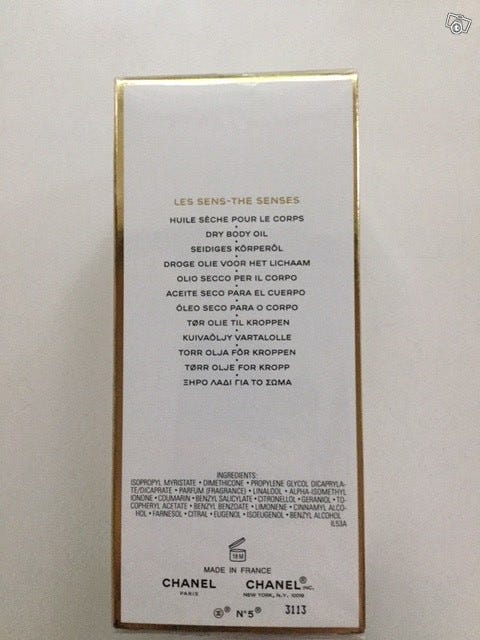 LES SENS-THE SENSES
HUILE SÈCHE POUR LE CORPS
DRY BODY OIL
SEIDIGES KÖRPERÖL
DROGE OLIE VOOR HET LICHAAM
OLIO SECCO PER IL CORPO
ACEITE SECO PARA EL CUERPO
ÓLEO SECO PARA O CORPO
TØR OLIE TIL KROPPEN
KUIVAÖLJY VARTALOLLE
TORR OLJA FÖR KROPPEN
TØRR OLJE FOR KROPP
ΞΗΡΟ ΛΑΔΙ ΓΙΑ ΤΟ ΣΩΜΑ
INGREDIENTS:
ISOPROPYL MYRISTATE • DIMETHICONE • PROPYLENE GLYCOL DICAPRYLA-
TE/DICAPRATE • PARFUM (FRAGRANCE) • LINALOOL • ALPHA-ISOMETHYL
IONONE • COUMARIN • BENZYL SALICYLATE • CITRONELLOL • GERANIOL • TO-
COPHERYL ACETATE • BENZYL BENZOATE • LIMONENE • CINNAMYL ALCO-
HOL • FARNESOL • CITRAL • EUGENOL • ISOEUGENOL • BENZYL ALCOHOL
IL53A
18 M
MADE IN FRANCE
CHANEL CHANEL® INC.
PARIS NEW YORK, N.Y. 10019
® N°5® 3113